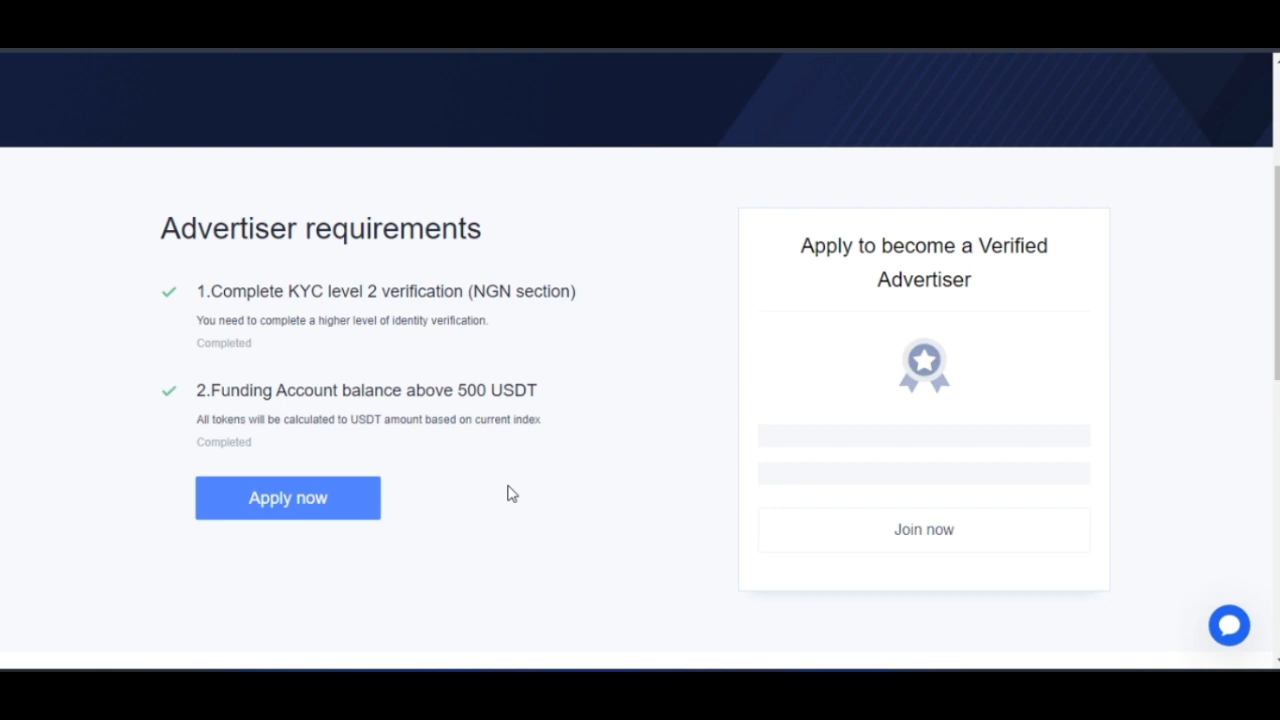 Advertiser requirements
1.Complete KYC level 2 verification (NGN section)
You need to complete a higher level of identity verification.
Completed
2.Funding Account balance above 500 USDT
All tokens will be calculated to USDT amount based on current index
Completed
Apply now
Apply to become a Verified
Advertiser
Join now